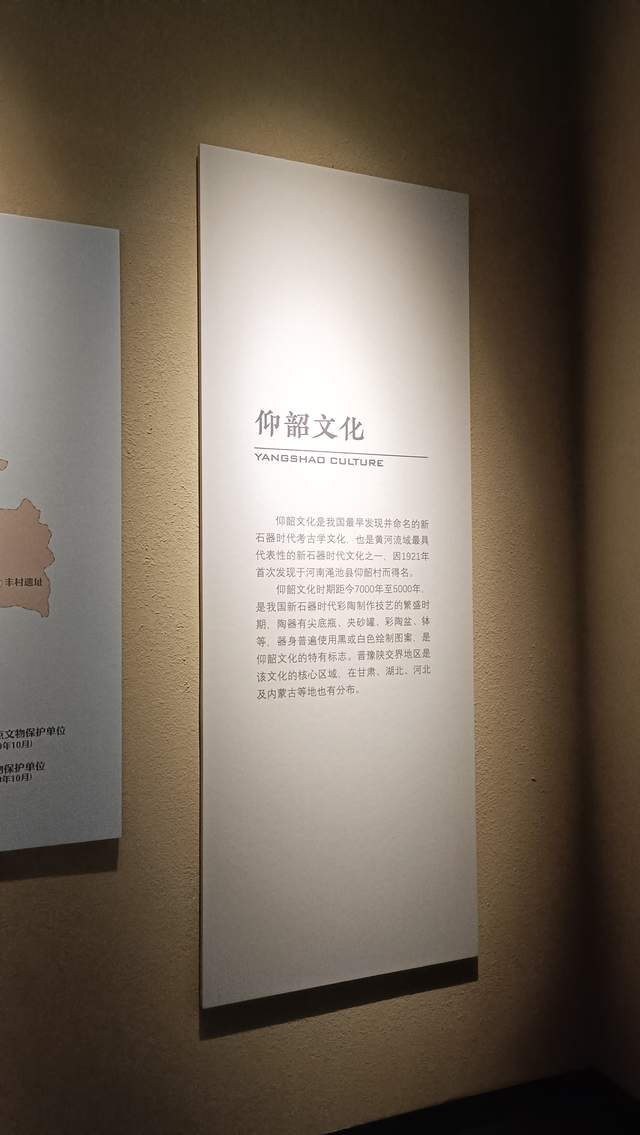 仰韶文化
YANGSHAO CULTURE
仰韶文化是我国最早发现并命名的新
石器时代考古学文化，也是黄河流域最具
代表性的新石器时代文化之一，因1921年
首次发现于河南渑池县仰韶村而得名。
仰韶文化时期距今7000年至5000年，
是我国新石器时代彩陶制作技艺的繁盛时
期，陶器有尖底瓶、夹砂罐、彩陶盆、钵
等，器身普遍使用黑或白色绘制图案，是
仰韶文化的特有标志。晋豫陕交界地区是
该文化的核心区域，在甘肃、湖北、河北
及内蒙古等地也有分布。
丰村遗址
文物保护单位
年10月)
保护单位
年10月)